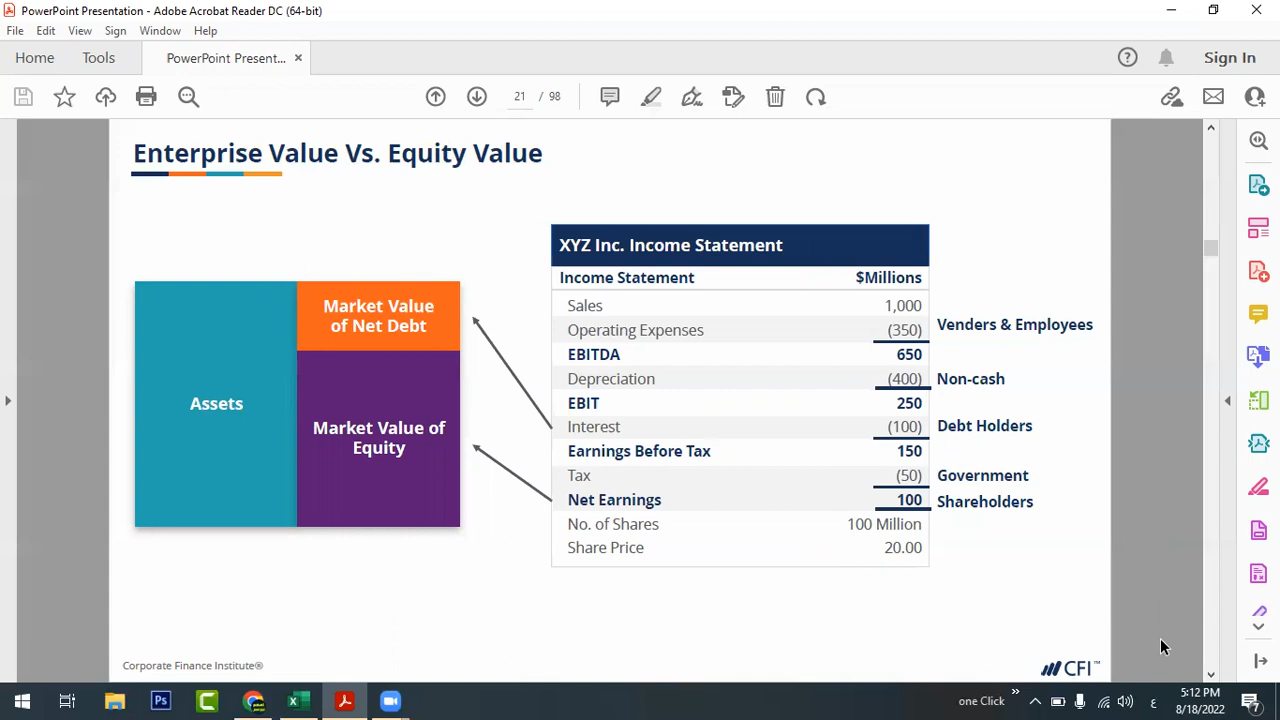 PowerPoint Presentation - Adobe Acrobat Reader DC (64-bit)
File Edit View Sign Window Help
Home Tools PowerPoint Present... ×
Sign In
21 / 98
Enterprise Value Vs. Equity Value
Assets
Market Value
of Net Debt
Market Value of
Equity
XYZ Inc. Income Statement
Income Statement $Millions
Sales 1,000
Operating Expenses (350) Venders & Employees
EBITDA 650
Depreciation (400) Non-cash
EBIT 250
Interest (100) Debt Holders
Earnings Before Tax 150
Tax (50) Government
Net Earnings 100 Shareholders
No. of Shares 100 Million
Share Price 20.00
Corporate Finance Institute®
CFI™
Ps
one Click
ع
5:12 PM
8/18/2022
7